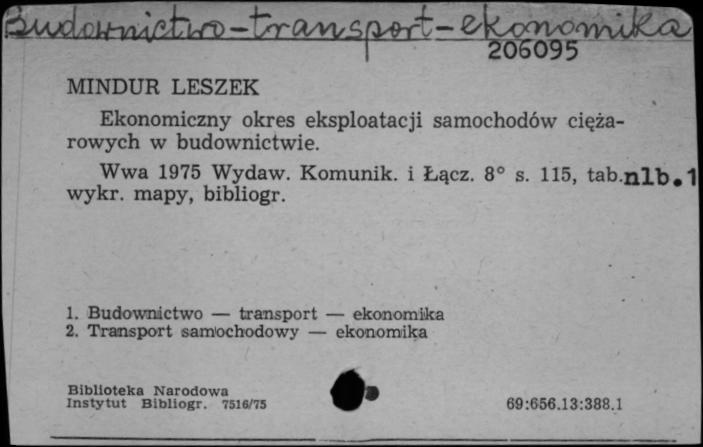 Budownictwo-transport-ekonomika
206095
MINDUR LESZEK
Ekonomiczny okres eksploatacji samochodów cięża-
rowych w budownictwie.
Wwa 1975 Wydaw. Komunik. i Łącz. 8° s. 115, tab.nlb.1
wykr. mapy, bibliogr.
1. Budownictwo — transport — ekonomika
2. Transport samochodowy — ekonomika
Biblioteka Narodowa
Instytut Bibliogr. 7516/75
69:656.13:388.1